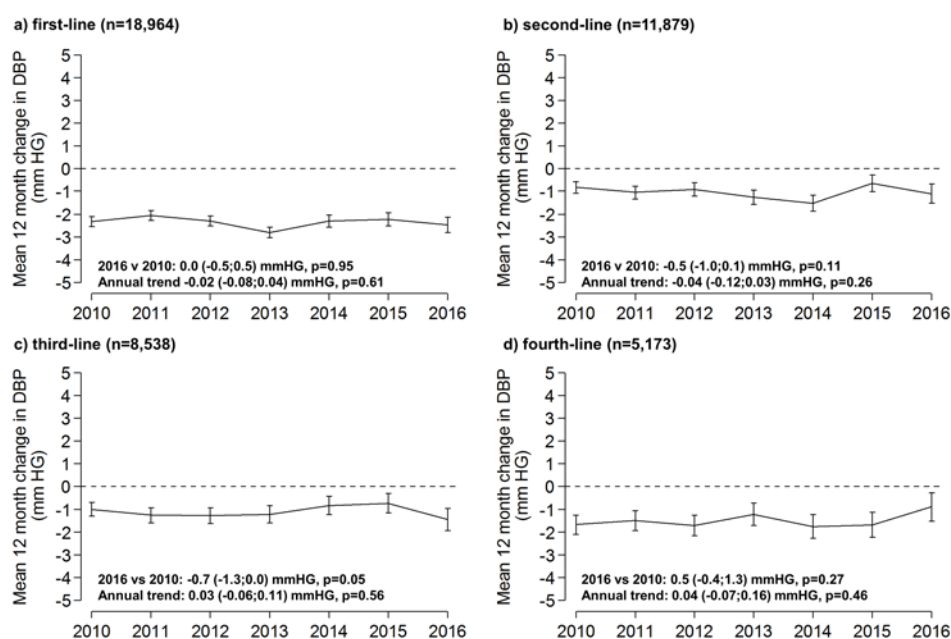 a) first-line (n=18,964)
Mean 12 month change in DBP
(mm HG)
5
4
3
2
1
0
-1
-2
-3
-4
-5
2016 v 2010: 0.0 (-0.5;0.5) mmHG, p=0.95
Annual trend -0.02 (-0.08;0.04) mmHG, p=0.61
2010 2011 2012 2013 2014 2015 2016
b) second-line (n=11,879)
Mean 12 month change in DBP
(mm HG)
5
4
3
2
1
0
-1
-2
-3
-4
-5
2016 v 2010: -0.5 (-1.0;0.1) mmHG, p=0.11
Annual trend: -0.04 (-0.12;0.03) mmHG, p=0.26
2010 2011 2012 2013 2014 2015 2016
c) third-line (n=8,538)
Mean 12 month change in DBP
(mm HG)
5
4
3
2
1
0
-1
-2
-3
-4
-5
2016 vs 2010: -0.7 (-1.3;0.0) mmHG, p=0.05
Annual trend: 0.03 (-0.06;0.11) mmHG, p=0.56
2010 2011 2012 2013 2014 2015 2016
d) fourth-line (n=5,173)
Mean 12 month change in DBP
(mm HG)
5
4
3
2
1
0
-1
-2
-3
-4
-5
2016 vs 2010: 0.5 (-0.4;1.3) mmHG, p=0.27
Annual trend: 0.04 (-0.07;0.16) mmHG, p=0.46
2010 2011 2012 2013 2014 2015 2016